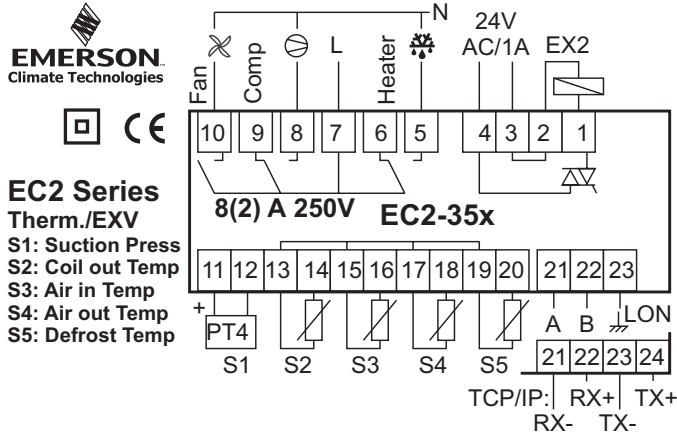 EMERSON
Climate Technologies
CE
EC2 Series
Therm./EXV
S1: Suction Press
S2: Coil out Temp
S3: Air in Temp
S4: Air out Temp
S5: Defrost Temp
N
24V
AC/1A
EX2
Fan
Comp
L
Heater
10 9 8 7 6 5 4 3 2 1
8(2) A 250V
EC2-35x
11 12 13 14 15 16 17 18 19 20 21 22 23
+
PT4
S1 S2 S3 S4 S5
A B LON
21 22 23 24
TCP/IP: RX+ TX+
RX- TX-